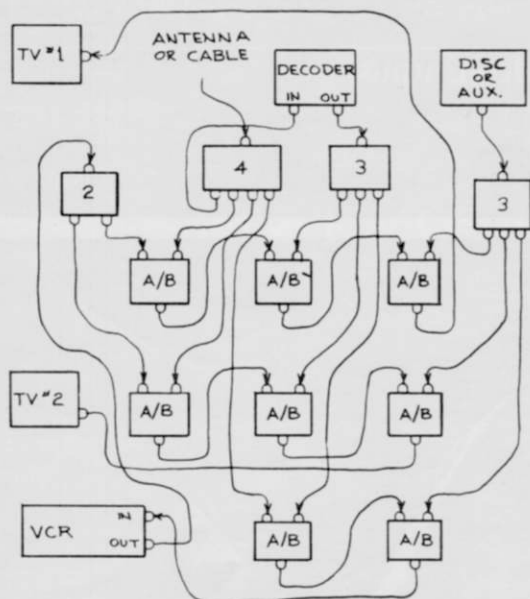 TV #1
ANTENNA
OR CABLE
DECODER
IN OUT
DISC
OR
AUX.
2
4
3
3
A/B
A/B
A/B
TV #2
A/B
A/B
A/B
VCR
IN
OUT
A/B
A/B